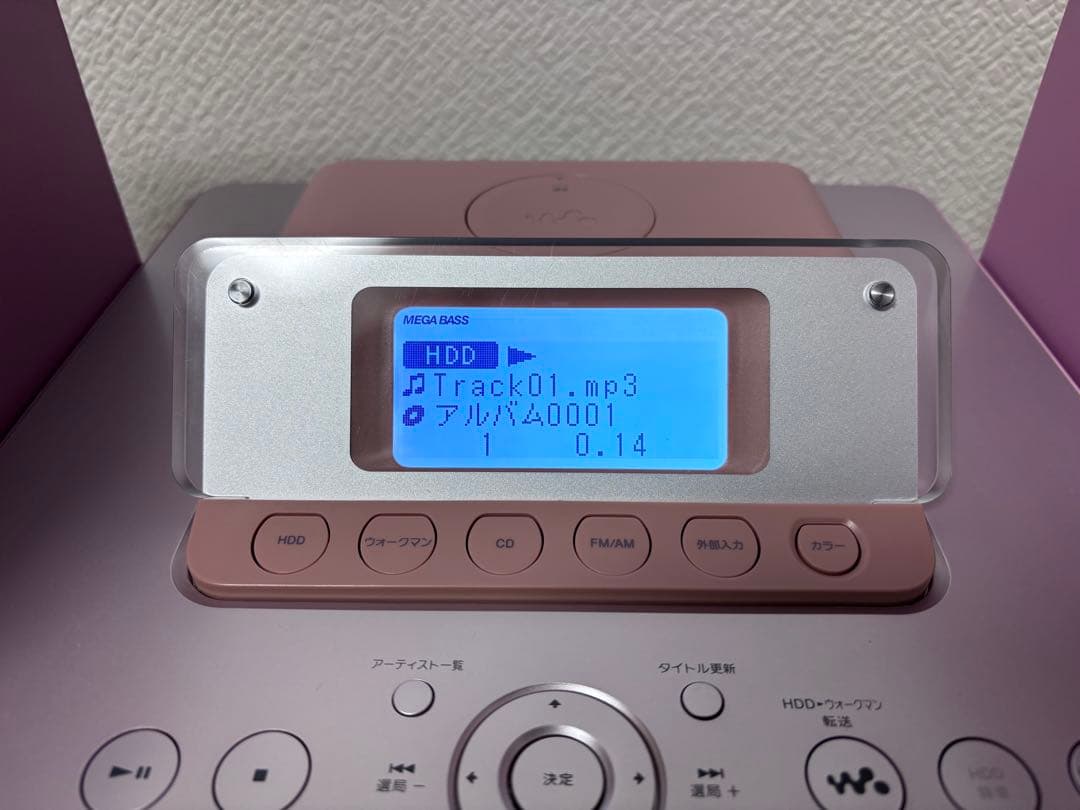 MEGA BASS
HDD
Track01.mp3
アルバム0001
1 0.14
HDD ウォークマン CD FM/AM 外部入力 カラー
アーティスト一覧 タイトル更新
HDD▸ウォークマン
転送
選局 − 決定 選局 +
HDD